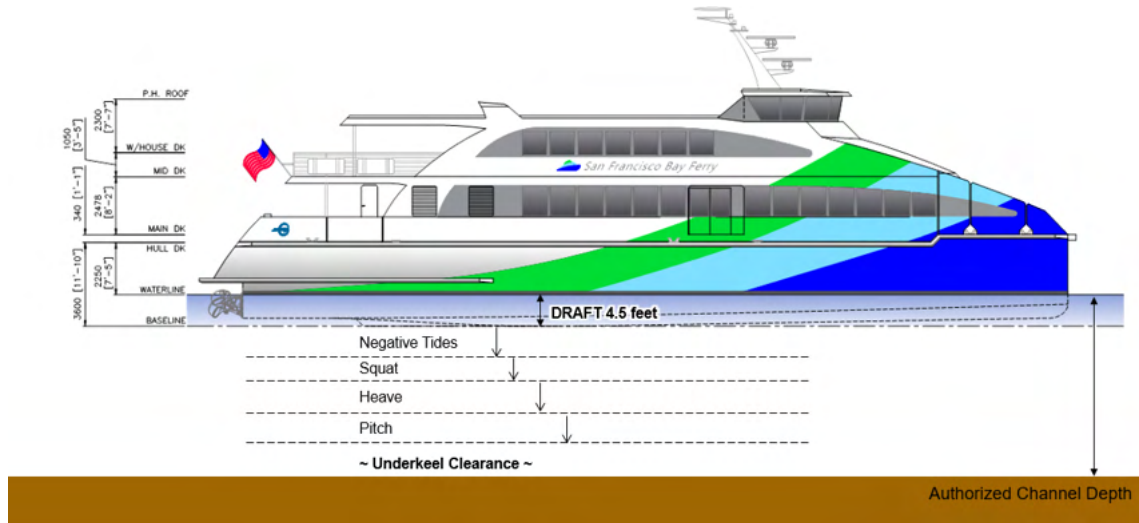 P.H. ROOF
2300
[7'-7"]
1050
[3'-5"]
W/HOUSE DK
MID DK
340 [1'-1"]
2478
[8'-2"]
MAIN DK
HULL DK
3600 [11'-10"]
2250
[7'-5"]
WATERLINE
BASELINE
San Francisco Bay Ferry
DRAFT 4.5 feet
Negative Tides
Squat
Heave
Pitch
~ Underkeel Clearance ~
Authorized Channel Depth